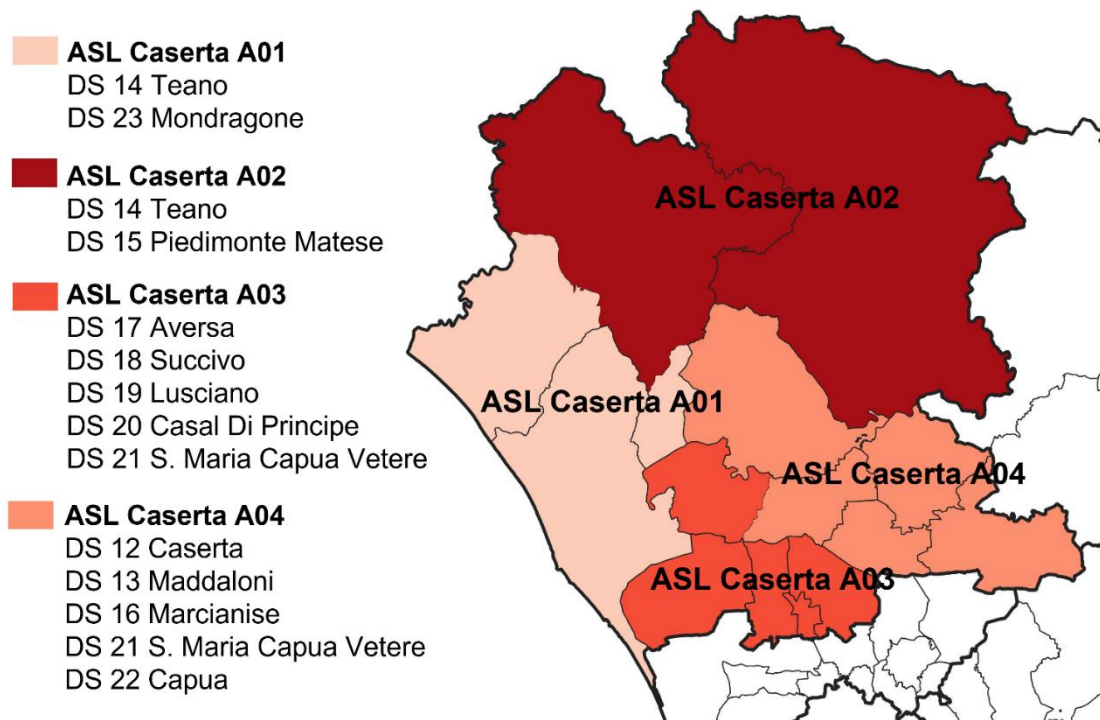 ASL Caserta A01
DS 14 Teano
DS 23 Mondragone
ASL Caserta A02
DS 14 Teano
DS 15 Piedimonte Matese
ASL Caserta A03
DS 17 Aversa
DS 18 Succivo
DS 19 Lusciano
DS 20 Casal Di Principe
DS 21 S. Maria Capua Vetere
ASL Caserta A04
DS 12 Caserta
DS 13 Maddaloni
DS 16 Marcianise
DS 21 S. Maria Capua Vetere
DS 22 Capua
ASL Caserta A02
ASL Caserta A01
ASL Caserta A04
ASL Caserta A03